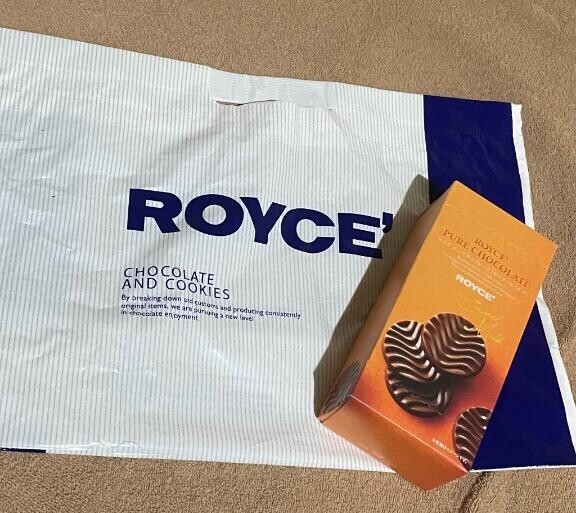 ROYCE'
CHOCOLATE
AND COOKIES
By breaking down old customs and producing consistently
original items, we are pursuing a new level
in chocolate enjoyment.
ROYCE'
PURE CHOCOLATE
ROYCE'